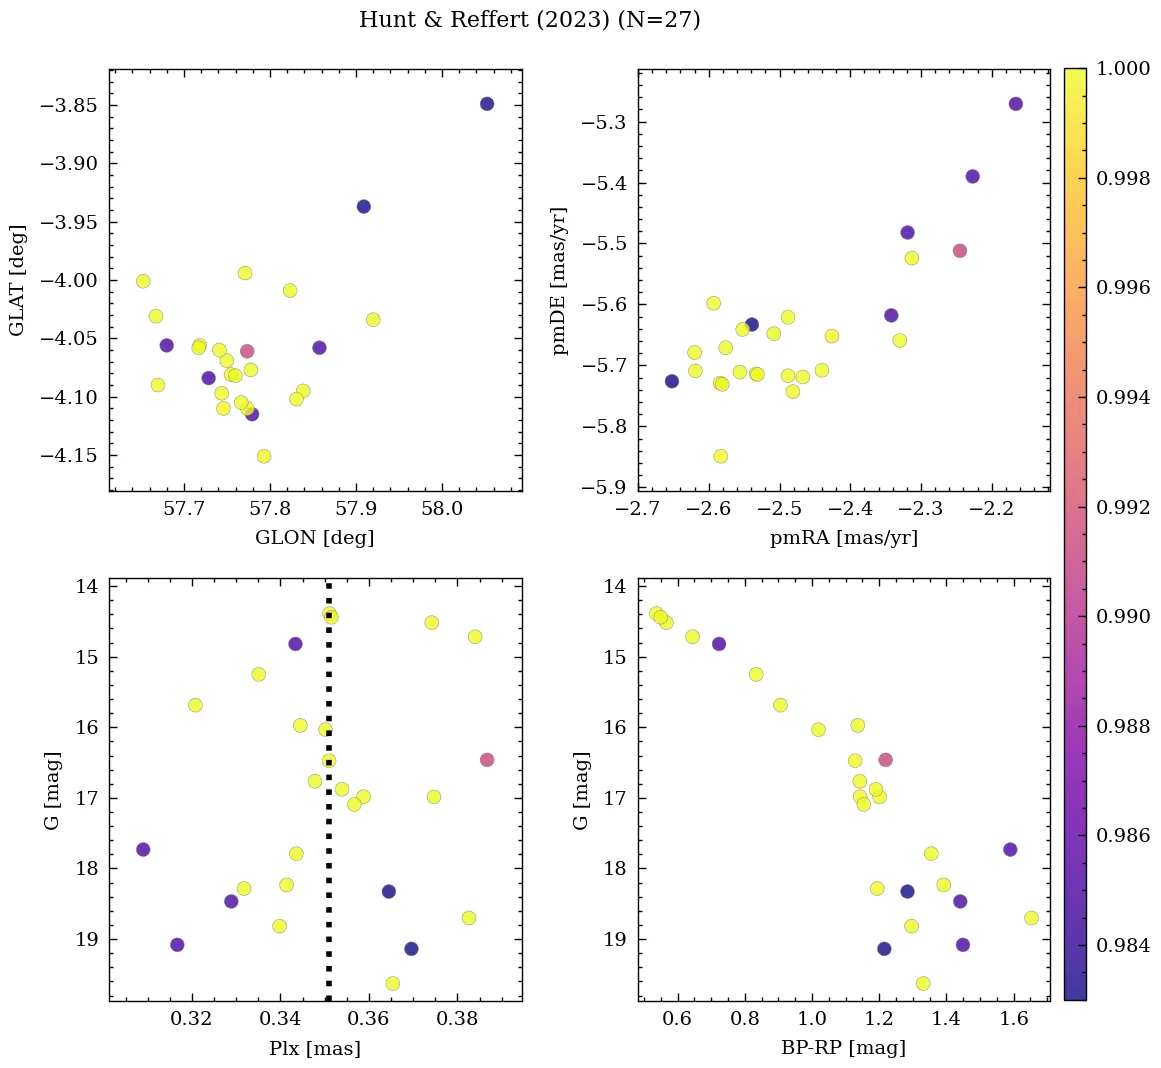 Hunt & Reffert (2023) (N=27)
−3.85
−3.90
−3.95
−4.00
−4.05
−4.10
−4.15
GLAT [deg]
57.7 57.8 57.9 58.0
GLON [deg]
−5.3
−5.4
−5.5
−5.6
−5.7
−5.8
−5.9
pmDE [mas/yr]
−2.7 −2.6 −2.5 −2.4 −2.3 −2.2
pmRA [mas/yr]
14
15
16
17
18
19
G [mag]
0.32 0.34 0.36 0.38
Plx [mas]
14
15
16
17
18
19
G [mag]
0.6 0.8 1.0 1.2 1.4 1.6
BP-RP [mag]
1.000
0.998
0.996
0.994
0.992
0.990
0.988
0.986
0.984